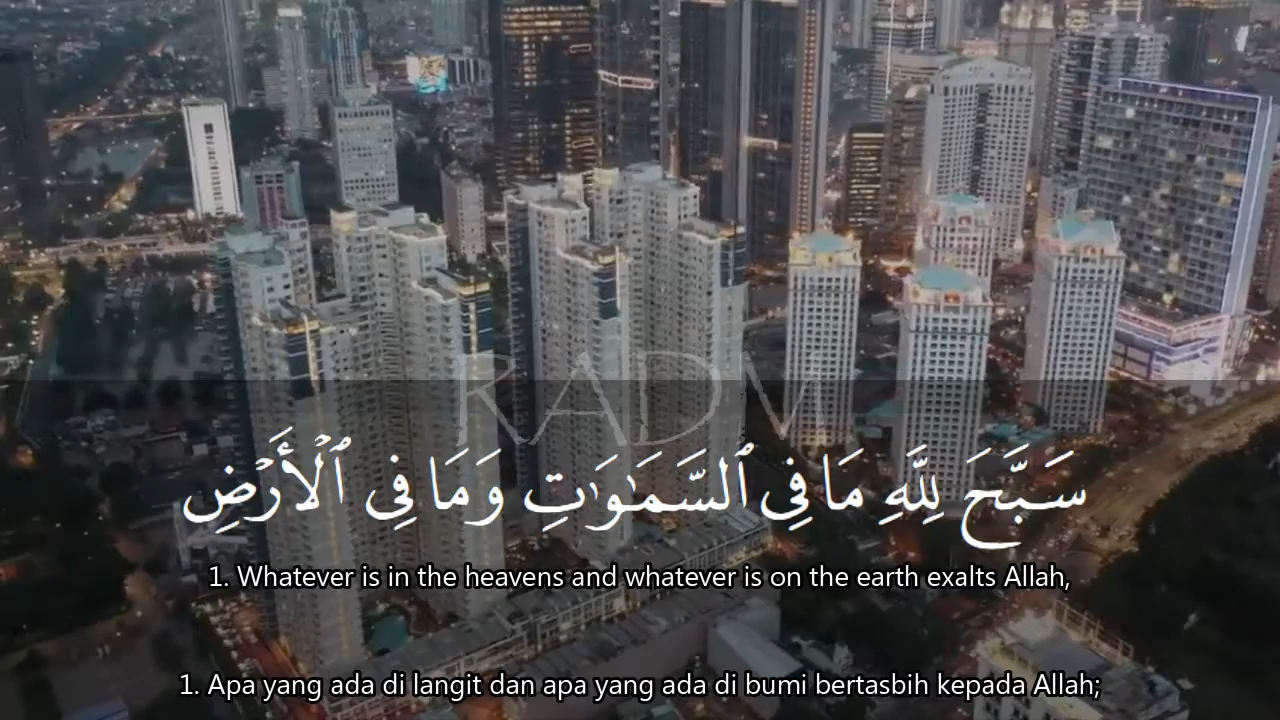 RADM
سَبَّحَ لِلَّهِ مَا فِى ٱلسَّمَـٰوَٰتِ وَمَا فِى ٱلْأَرْضِ
1. Whatever is in the heavens and whatever is on the earth exalts Allah,
1. Apa yang ada di langit dan apa yang ada di bumi bertasbih kepada Allah;